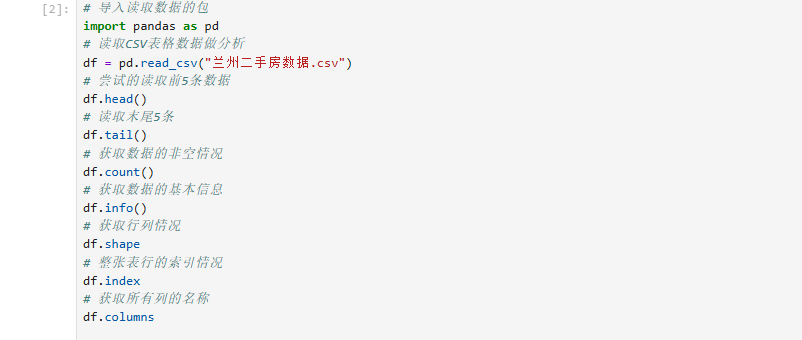 [2]:
# 导入读取数据的包
import pandas as pd
# 读取CSV表格数据做分析
df = pd.read_csv("兰州二手房数据.csv")
# 尝试的读取前5条数据
df.head()
# 读取末尾5条
df.tail()
# 获取数据的非空情况
df.count()
# 获取数据的基本信息
df.info()
# 获取行列情况
df.shape
# 整张表行的索引情况
df.index
# 获取所有列的名称
df.columns